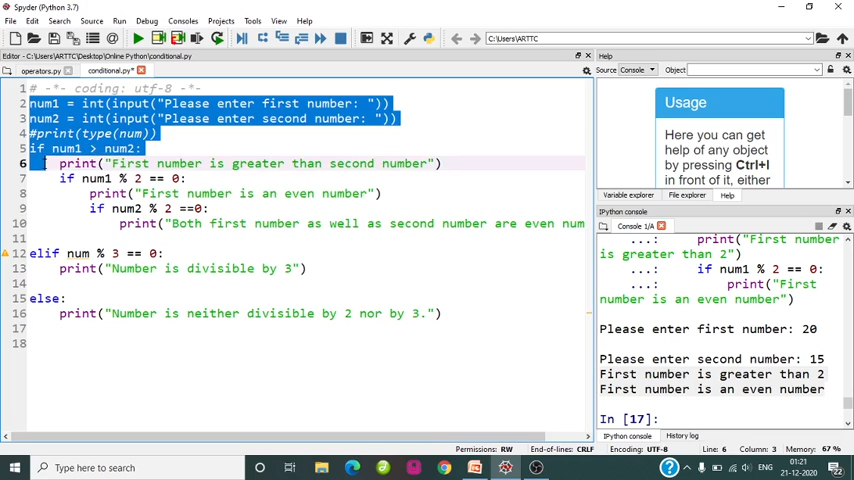 Spyder (Python 3.7)
File Edit Search Source Run Debug Consoles Projects Tools View Help
C:\Users\ARTTC
Editor - C:\Users\ARTTC\Desktop\Online Python\conditional.py
Help
operators.py
conditional.py*
Source Console Object
1 # -*- coding: utf-8 -*-
2 num1 = int(input("Please enter first number: "))
3 num2 = int(input("Please enter second number: "))
4 #print(type(num))
5 if num1 > num2:
6 print("First number is greater than second number")
7 if num1 % 2 == 0:
8 print("First number is an even number")
9 if num2 % 2 ==0:
10 print("Both first number as well as second number are even num
11
12 elif num % 3 == 0:
13 print("Number is divisible by 3")
14
15 else:
16 print("Number is neither divisible by 2 nor by 3.")
17
18
Usage
Here you can get
help of any object
by pressing Ctrl+I
in front of it, either
Variable explorer File explorer Help
IPython console
Console 1/A
...: print("First number
is greater than 2")
...: if num1 % 2 == 0:
...: print("First
number is an even number")
Please enter first number: 20
Please enter second number: 15
First number is greater than 2
First number is an even number
In [17]:
IPython console History log
Permissions: RW End-of-lines: CRLF Encoding: UTF-8 Line: 6 Column: 3 Memory: 67 %
Type here to search
ENG
01:21
21-12-2020
22